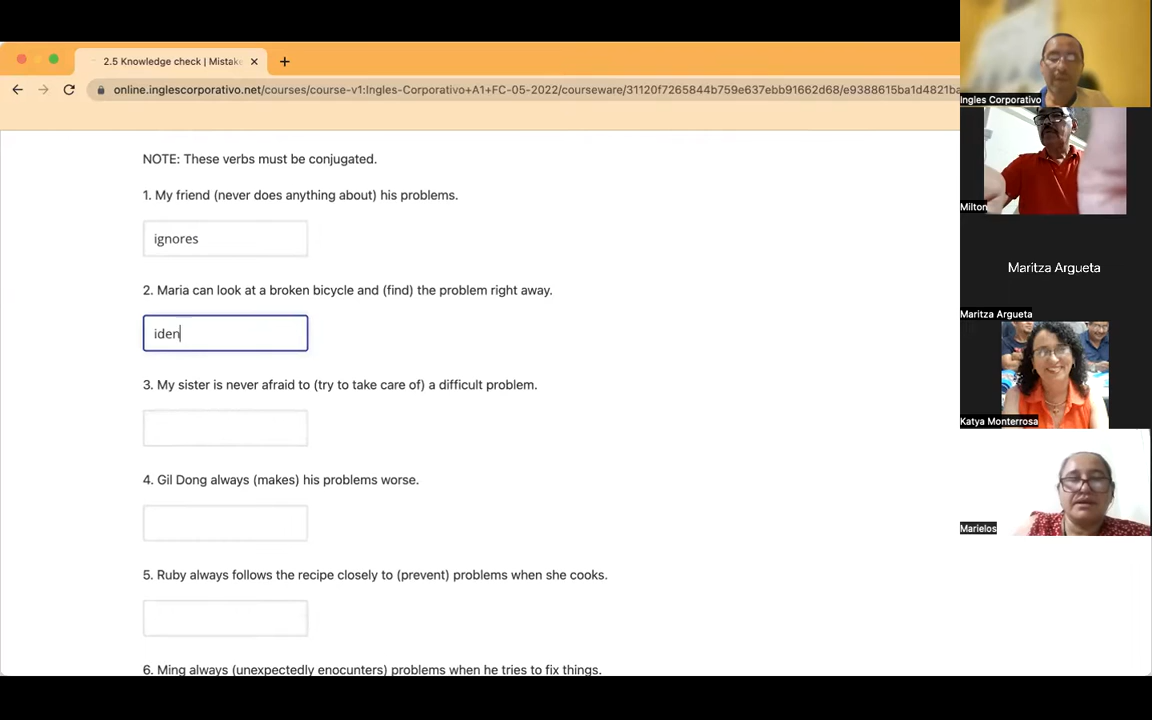 2.5 Knowledge check | Mistak
online.inglescorporativo.net/courses/course-v1:Ingles-Corporativo+A1+FC-05-2022/courseware/31120f7265844b759e637ebb91662d68/e9388615ba1d4821ba
NOTE: These verbs must be conjugated.
1. My friend (never does anything about) his problems.
ignores
2. Maria can look at a broken bicycle and (find) the problem right away.
iden
3. My sister is never afraid to (try to take care of) a difficult problem.
4. Gil Dong always (makes) his problems worse.
5. Ruby always follows the recipe closely to (prevent) problems when she cooks.
6. Ming always (unexpectedly enocunters) problems when he tries to fix things.
Ingles Corporativo
Milton
Maritza Argueta
Maritza Argueta
Katya Monterrosa
Marielos